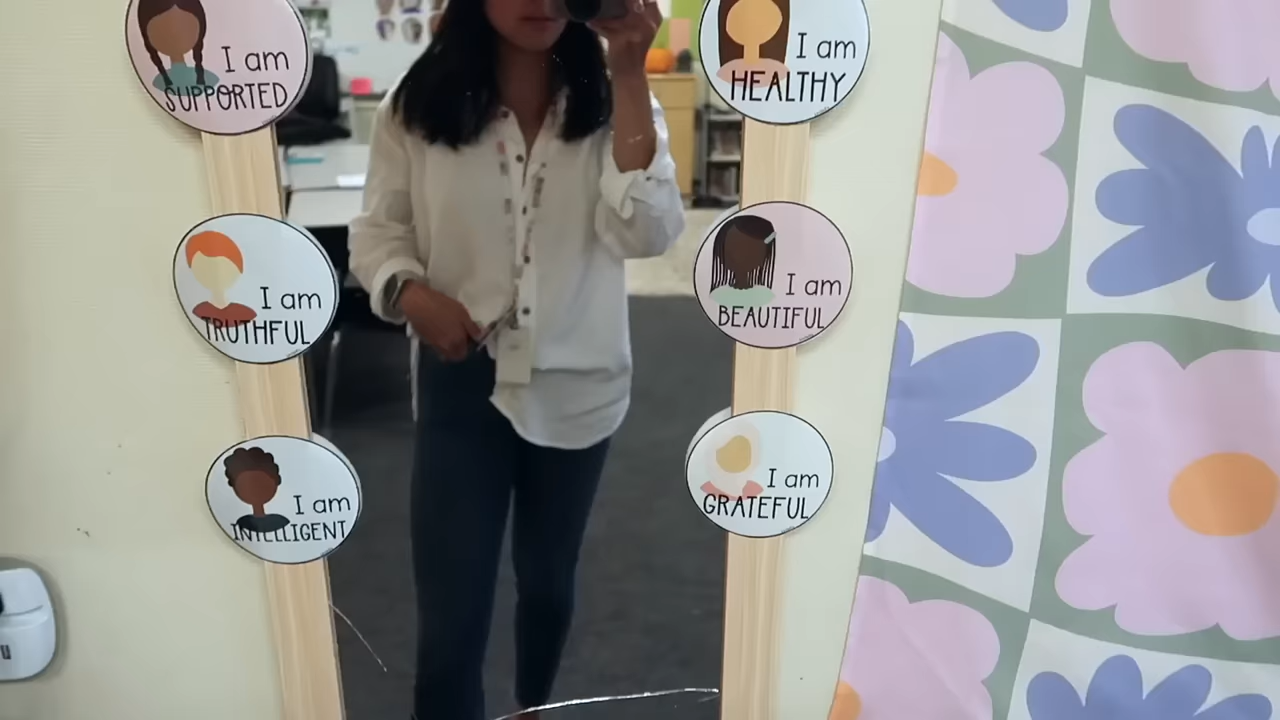 I am
SUPPORTED
I am
HEALTHY
I am
TRUTHFUL
I am
BEAUTIFUL
I am
INTELLIGENT
I am
GRATEFUL